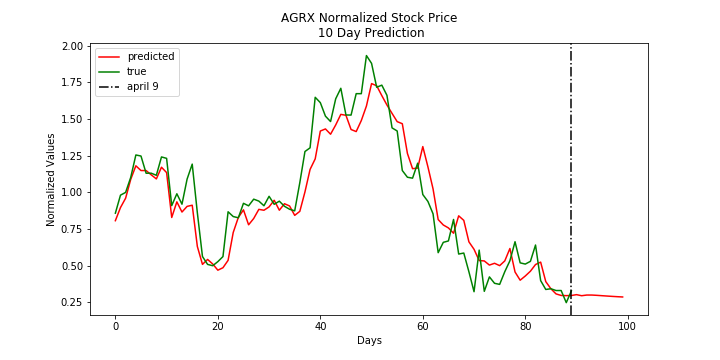 AGRX Normalized Stock Price
10 Day Prediction
predicted
true
april 9
2.00
1.75
1.50
1.25
1.00
0.75
0.50
0.25
Normalized Values
0 20 40 60 80 100
Days